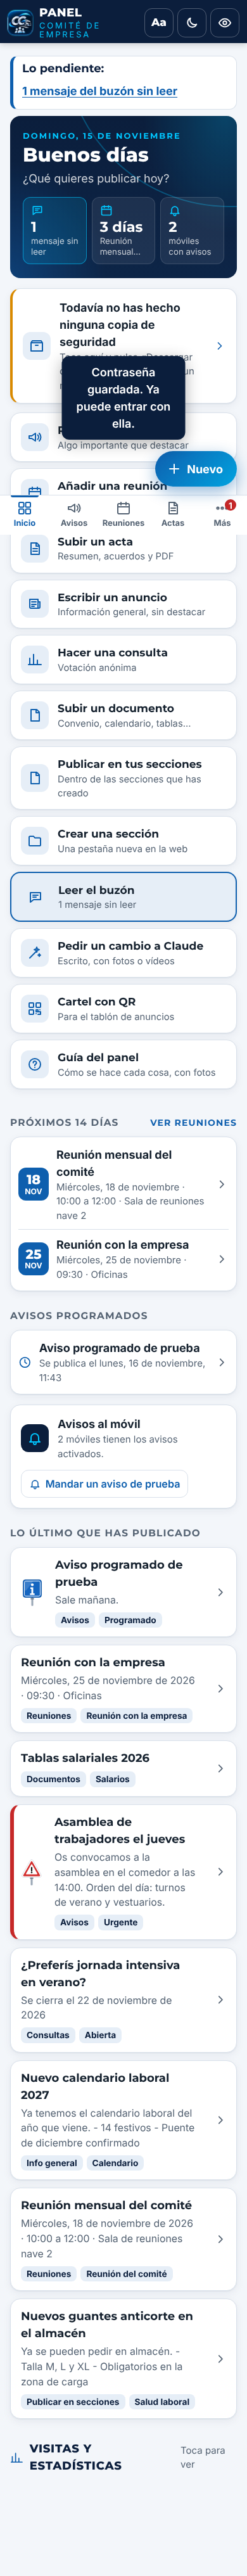 PANEL
COMITÉ DE
EMPRESA
Aa
Lo pendiente:
1 mensaje del buzón sin leer
DOMINGO, 15 DE NOVIEMBRE
Buenos días
¿Qué quieres publicar hoy?
1
mensaje sin
leer
3 días
Reunión
mensual...
2
móviles
con avisos
Todavía no has hecho
ninguna copia de
seguridad
Contraseña
guardada. Ya
puede entrar con
ella.
Algo importante que destacar
Nuevo
Añadir una reunión
Inicio
Avisos
Reuniones
Actas
Más
1
Subir un acta
Resumen, acuerdos y PDF
Escribir un anuncio
Información general, sin destacar
Hacer una consulta
Votación anónima
Subir un documento
Convenio, calendario, tablas...
Publicar en tus secciones
Dentro de las secciones que has
creado
Crear una sección
Una pestaña nueva en la web
Leer el buzón
1 mensaje sin leer
Pedir un cambio a Claude
Escrito, con fotos o vídeos
Cartel con QR
Para el tablón de anuncios
Guía del panel
Cómo se hace cada cosa, con fotos
PRÓXIMOS 14 DÍAS
VER REUNIONES
18
NOV
Reunión mensual del
comité
Miércoles, 18 de noviembre ·
10:00 a 12:00 · Sala de reuniones
nave 2
25
NOV
Reunión con la empresa
Miércoles, 25 de noviembre ·
09:30 · Oficinas
AVISOS PROGRAMADOS
Aviso programado de prueba
Se publica el lunes, 16 de noviembre,
11:43
Avisos al móvil
2 móviles tienen los avisos
activados.
Mandar un aviso de prueba
LO ÚLTIMO QUE HAS PUBLICADO
Aviso programado de
prueba
Sale mañana.
Avisos
Programado
Reunión con la empresa
Miércoles, 25 de noviembre de 2026
· 09:30 · Oficinas
Reuniones
Reunión con la empresa
Tablas salariales 2026
Documentos
Salarios
Asamblea de
trabajadores el jueves
Os convocamos a la
asamblea en el comedor a las
14:00. Orden del día: turnos
de verano y vestuarios.
Avisos
Urgente
¿Preferís jornada intensiva
en verano?
Se cierra el 22 de noviembre de
2026
Consultas
Abierta
Nuevo calendario laboral
2027
Ya tenemos el calendario laboral del
año que viene. - 14 festivos - Puente
de diciembre confirmado
Info general
Calendario
Reunión mensual del comité
Miércoles, 18 de noviembre de 2026
· 10:00 a 12:00 · Sala de reuniones
nave 2
Reuniones
Reunión del comité
Nuevos guantes anticorte en
el almacén
Ya se pueden pedir en almacén. -
Talla M, L y XL - Obligatorios en la
zona de carga
Publicar en secciones
Salud laboral
VISITAS Y
ESTADÍSTICAS
Toca para
ver